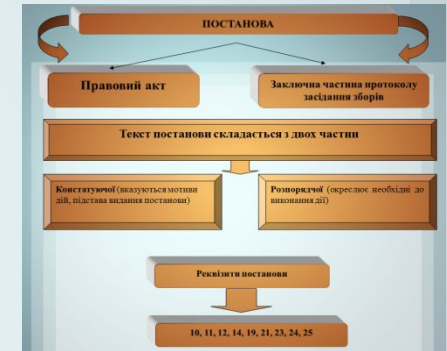 ПОСТАНОВА
Правовий акт
Заключна частина протоколу
засідання зборів
Текст постанови складається з двох частин
Констатуючої (вказуються мотиви
дій, підстава видання постанови)
Розпорядчої (окреслює необхідні до
виконання дії)
Реквізити постанови
10, 11, 12, 14, 19, 21, 23, 24, 25